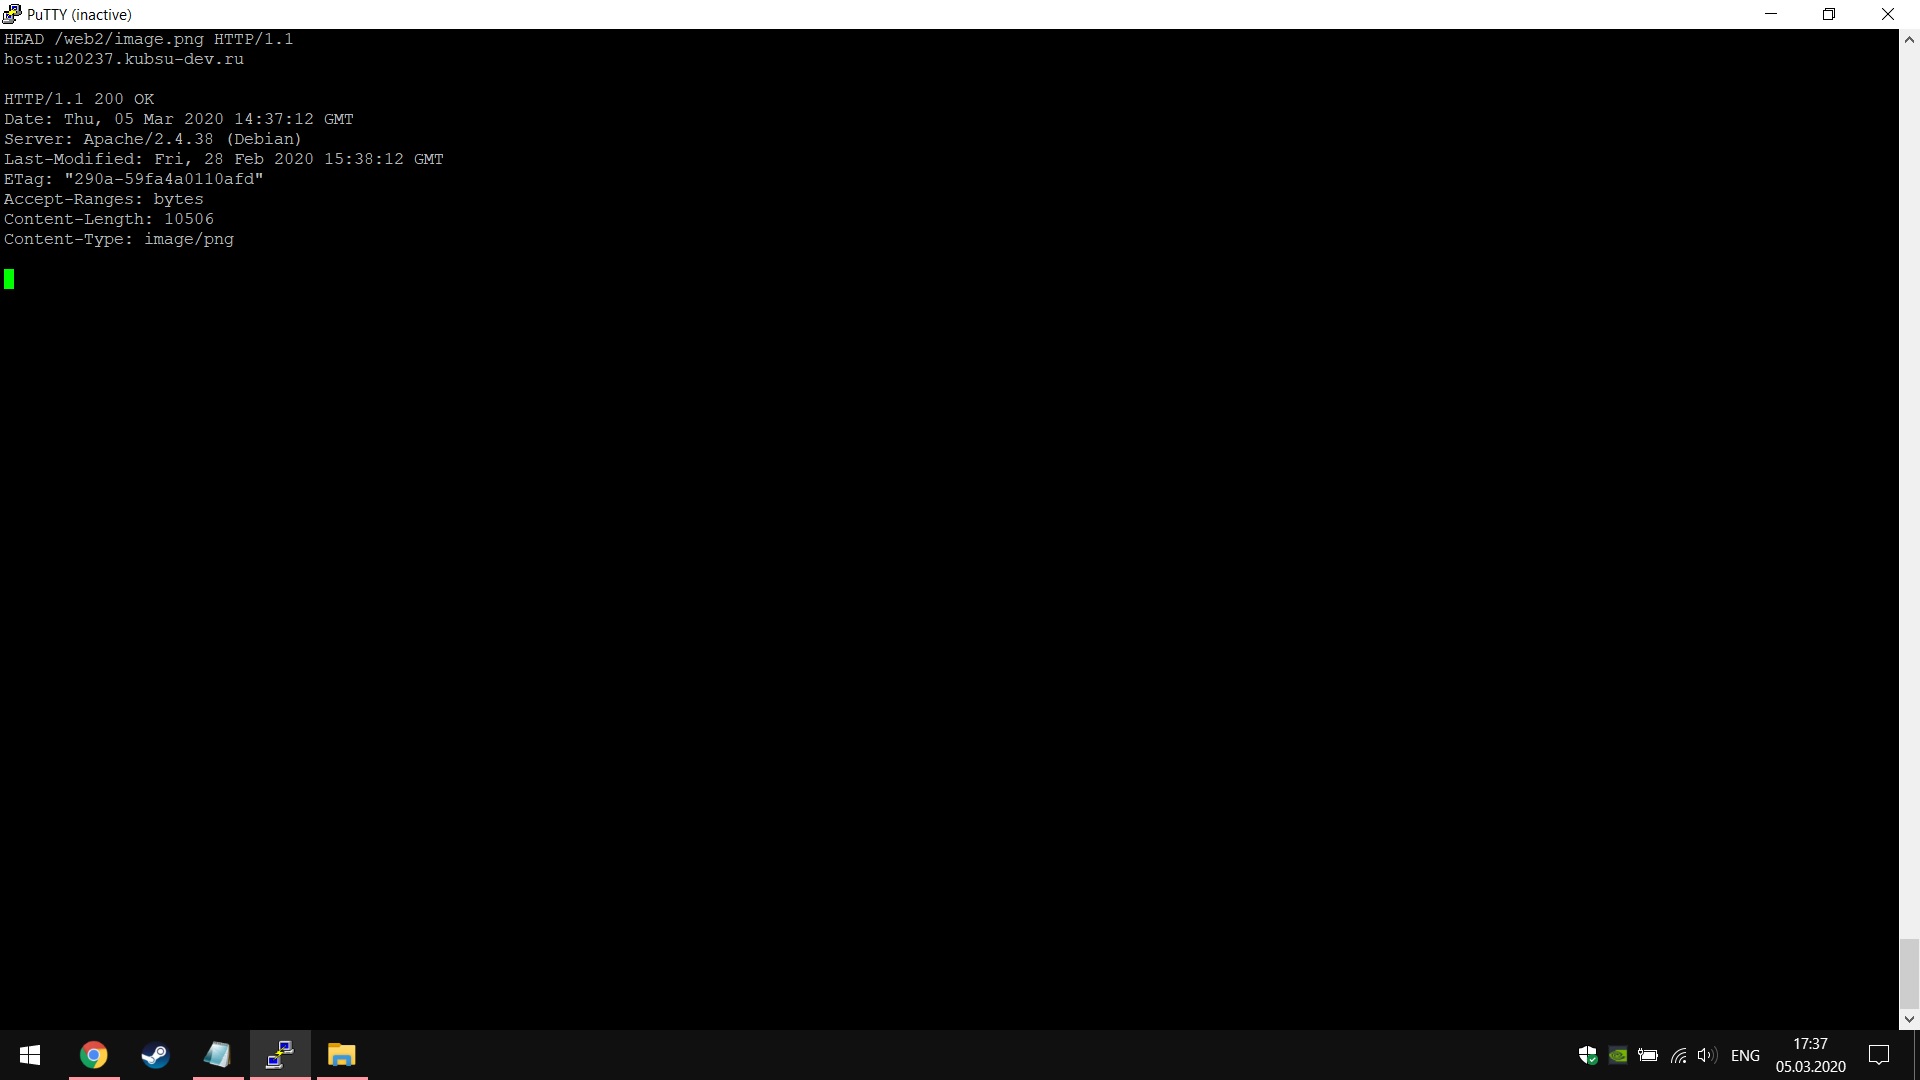 PuTTY (inactive)
HEAD /web2/image.png HTTP/1.1
host:u20237.kubsu-dev.ru
HTTP/1.1 200 OK
Date: Thu, 05 Mar 2020 14:37:12 GMT
Server: Apache/2.4.38 (Debian)
Last-Modified: Fri, 28 Feb 2020 15:38:12 GMT
ETag: "290a-59fa4a0110afd"
Accept-Ranges: bytes
Content-Length: 10506
Content-Type: image/png
ENG
17:37
05.03.2020